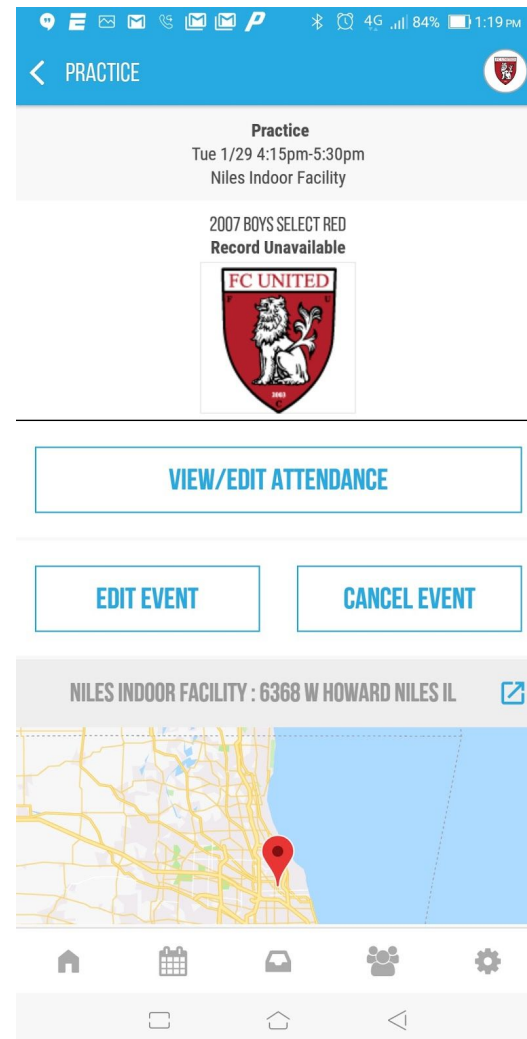 4G 84% 1:19 PM
PRACTICE
Practice
Tue 1/29 4:15pm-5:30pm
Niles Indoor Facility
2007 BOYS SELECT RED
Record Unavailable
FC UNITED
F U
2003
C
VIEW/EDIT ATTENDANCE
EDIT EVENT CANCEL EVENT
NILES INDOOR FACILITY : 6368 W HOWARD NILES IL